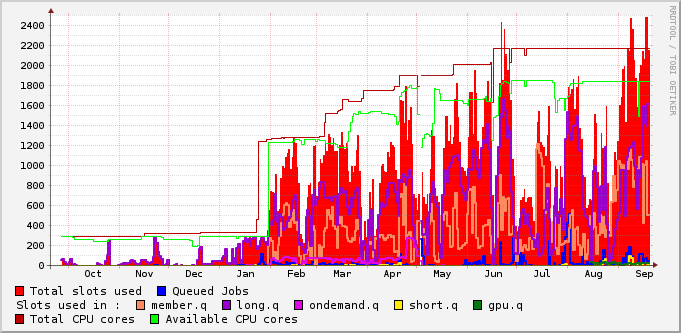 RRDTOOL / TOBI OETIKER
2400
2200
2000
1800
1600
1400
1200
1000
800
600
400
200
0
Oct Nov Dec Jan Feb Mar Apr May Jun Jul Aug Sep
Total slots used Queued Jobs
Slots used in : member.q long.q ondemand.q short.q gpu.q
Total CPU cores Available CPU cores